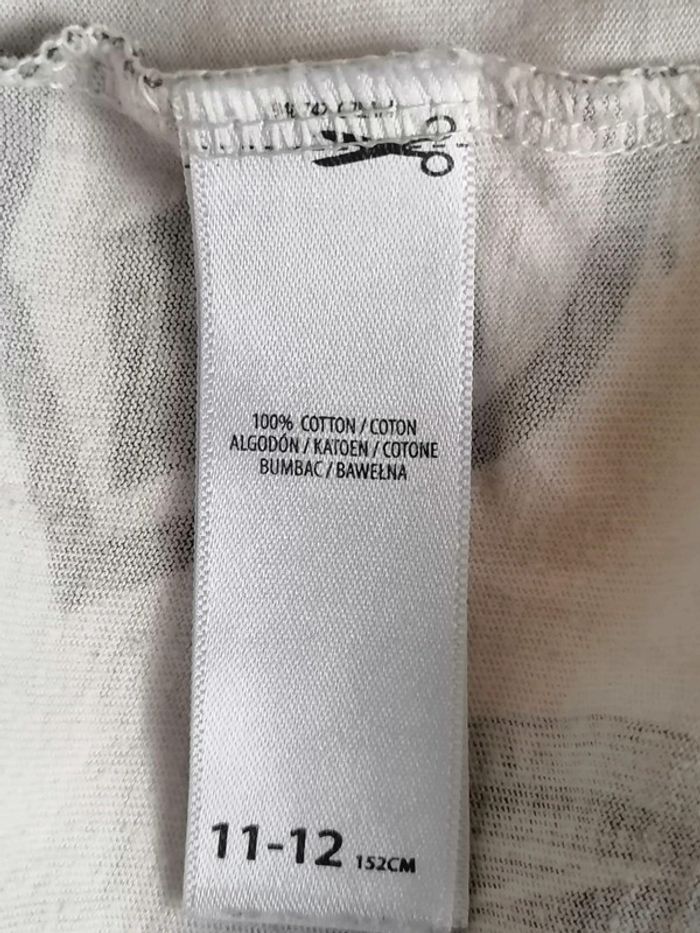 100% COTTON / COTON
ALGODÓN / KATOEN / COTONE
BUMBAC / BAWEŁNA
11-12 152CM